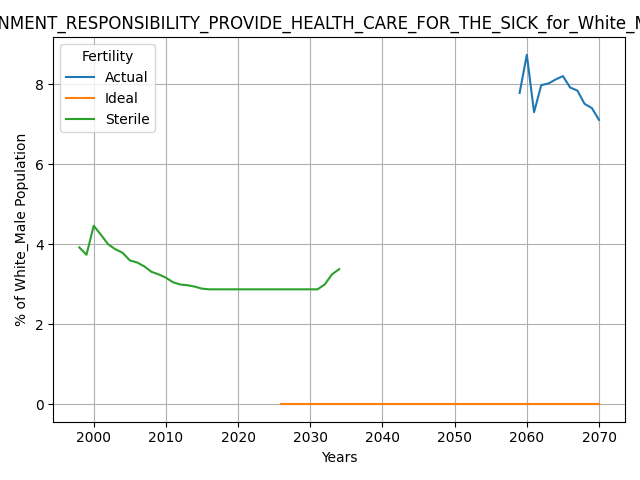 NMENT_RESPONSIBILITY_PROVIDE_HEALTH_CARE_FOR_THE_SICK_for_White_M
Fertility
Actual
Ideal
Sterile
% of White_Male Population
8
6
4
2
0
2000 2010 2020 2030 2040 2050 2060 2070
Years